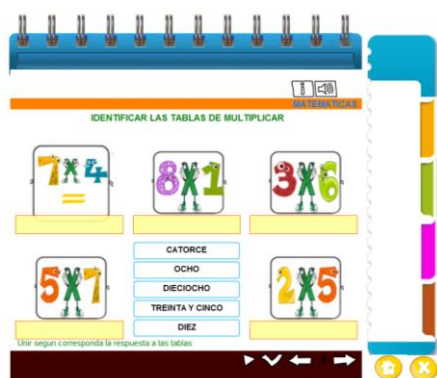 MATEMATICAS
IDENTIFICAR LAS TABLAS DE MULTIPLICAR
7x4
=
8X1
3X6
5X7
2X5
CATORCE
OCHO
DIECIOCHO
TREINTA Y CINCO
DIEZ
Unir segun corresponda la respuesta a las tablas